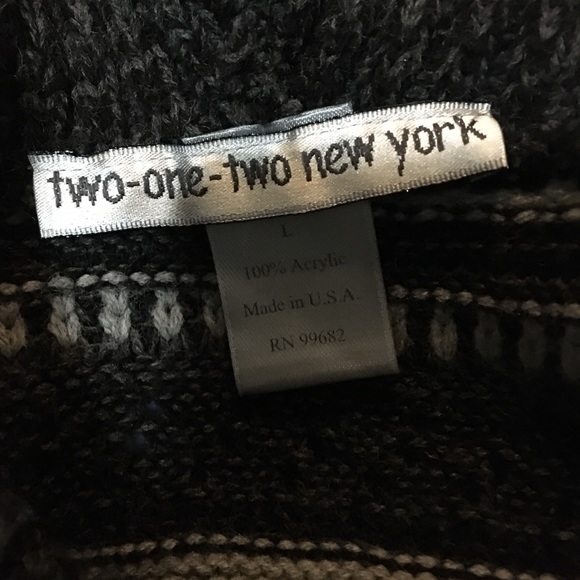 two-one-two new york
L
100% Acrylic
Made in U.S.A.
RN 99682